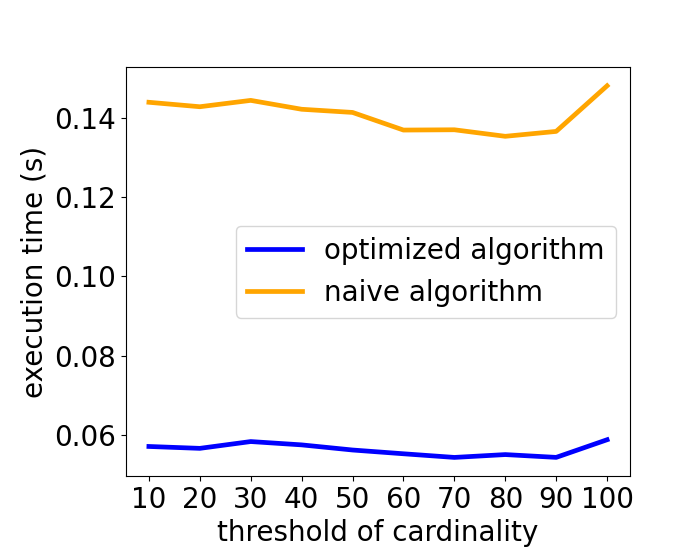 0.14
0.12
0.10
0.08
0.06
execution time (s)
optimized algorithm
naive algorithm
10 20 30 40 50 60 70 80 90 100
threshold of cardinality